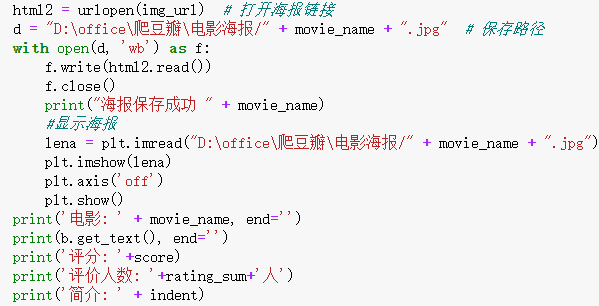 html2 = urlopen(img_url)  # 打开海报链接
d = "D:\office\爬豆瓣\电影海报/" + movie_name + ".jpg"  # 保存路径
with open(d, 'wb') as f:
    f.write(html2.read())
    f.close()
    print("海报保存成功 " + movie_name)
    #显示海报
    lena = plt.imread("D:\office\爬豆瓣\电影海报/" + movie_name + ".jpg")
    plt.imshow(lena)
    plt.axis('off')
    plt.show()
print('电影: ' + movie_name, end='')
print(b.get_text(), end='')
print('评分: '+score)
print('评价人数: '+rating_sum+'人')
print('简介: ' + indent)